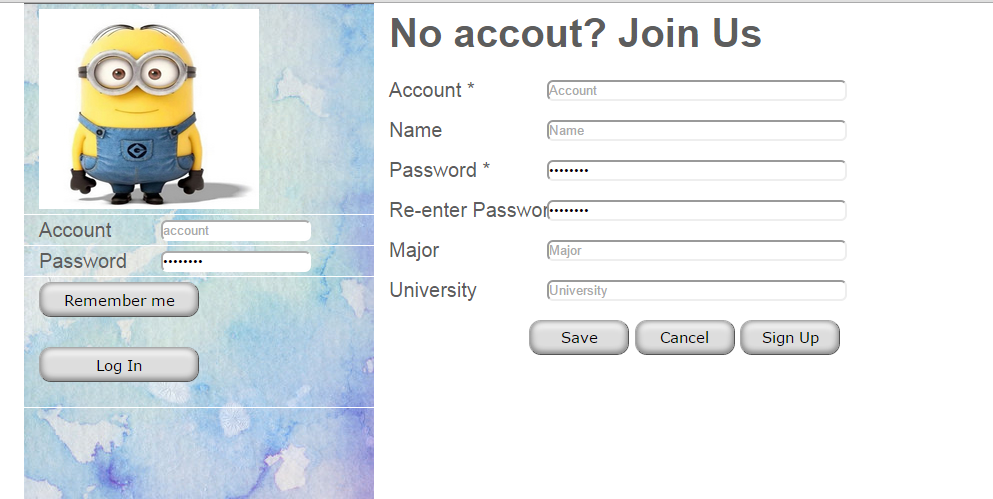 No accout? Join Us
Account *
Account
Name
Name
Password *
••••••••
Re-enter Passwor
••••••••
Major
Major
University
University
Save
Cancel
Sign Up
Account
account
Password
••••••••
Remember me
Log In